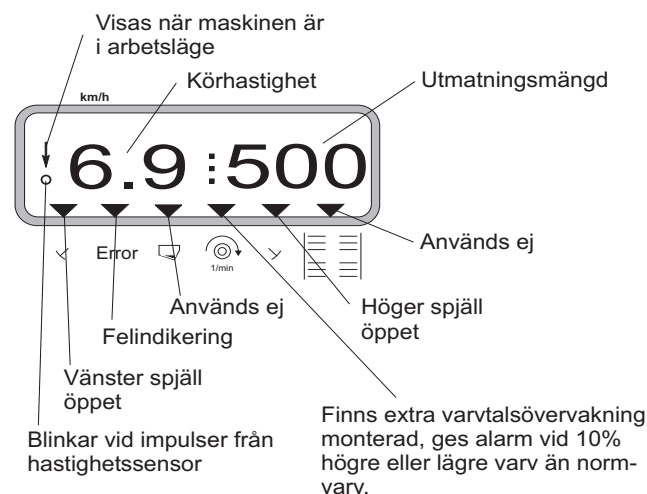 Visas när maskinen är
i arbetsläge
Körhastighet
Utmatningsmängd
km/h
6.9 500
Error
1/min
Används ej
Används ej
Höger spjäll
öppet
Felindikering
Vänster spjäll
öppet
Blinkar vid impulser från
hastighetssensor
Finns extra varvtalsövervakning
monterad, ges alarm vid 10%
högre eller lägre varv än norm-
varv.